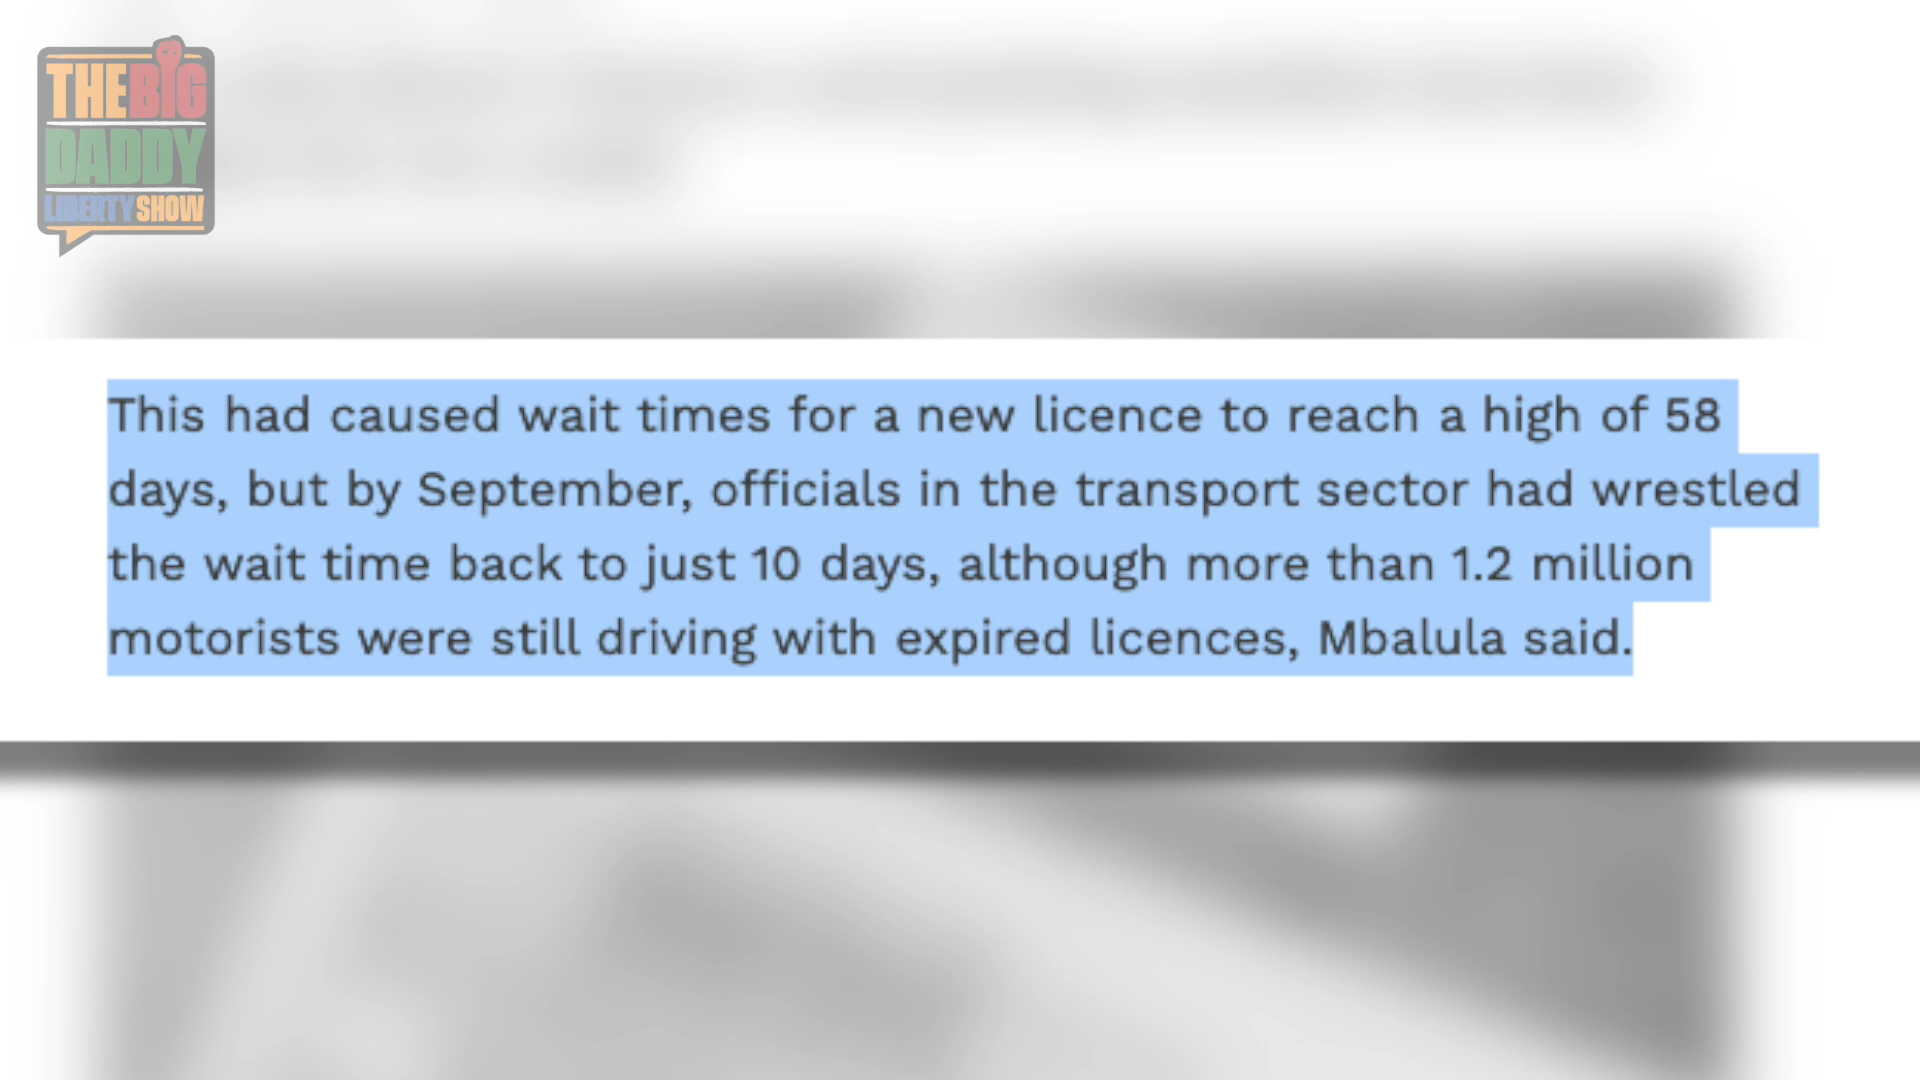 THE BIG
DADDY
LIBERTY SHOW
This had caused wait times for a new licence to reach a high of 58
days, but by September, officials in the transport sector had wrestled
the wait time back to just 10 days, although more than 1.2 million
motorists were still driving with expired licences, Mbalula said.